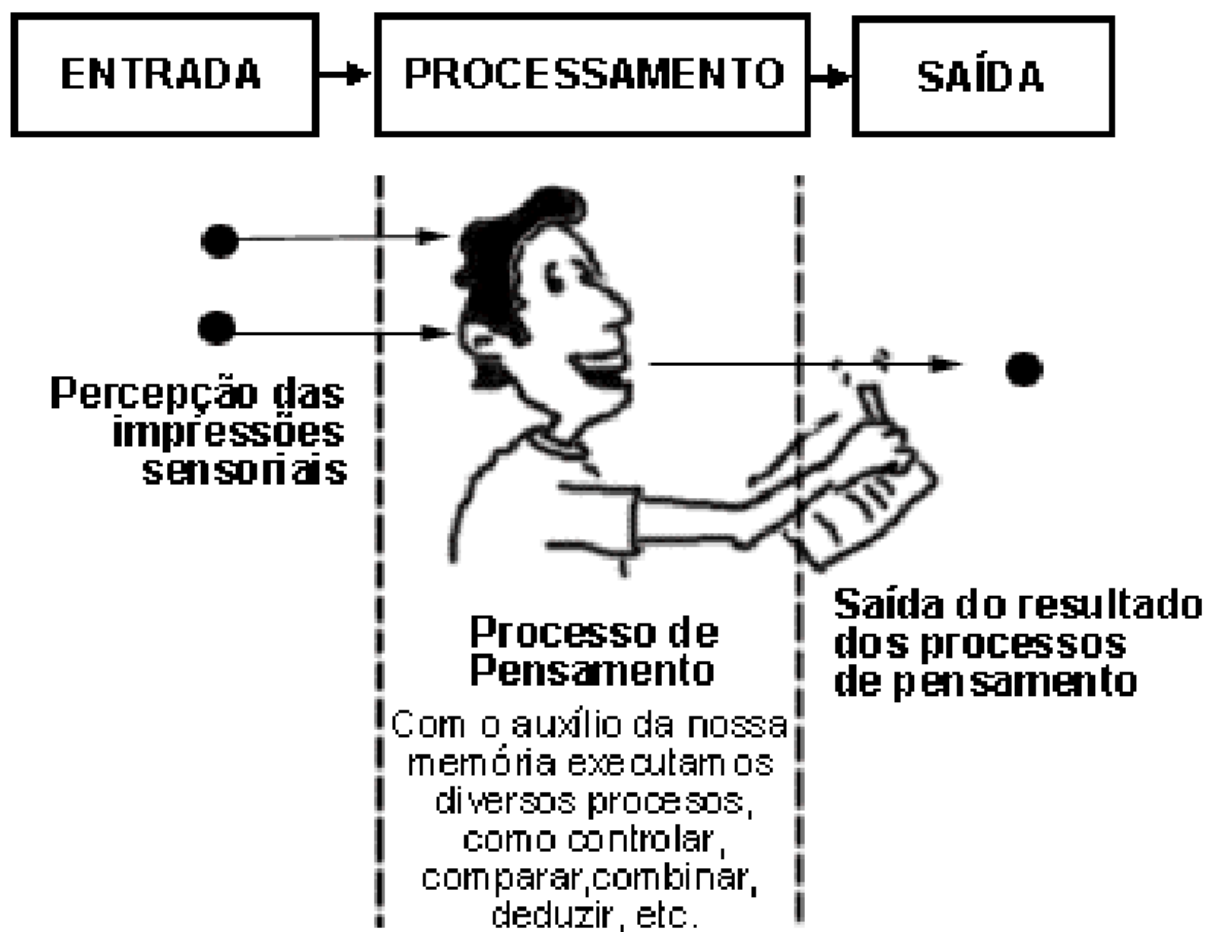 ENTRADA
PROCESSAMENTO
SAÍDA
Percepção das
impressões
sensoriais
Processo de
Pensamento
Com o auxílio da nossa
memória executamos
diversos procesos,
como controlar,
comparar,combinar,
deduzir, etc.
Saída do resultado
dos processos
de pensamento